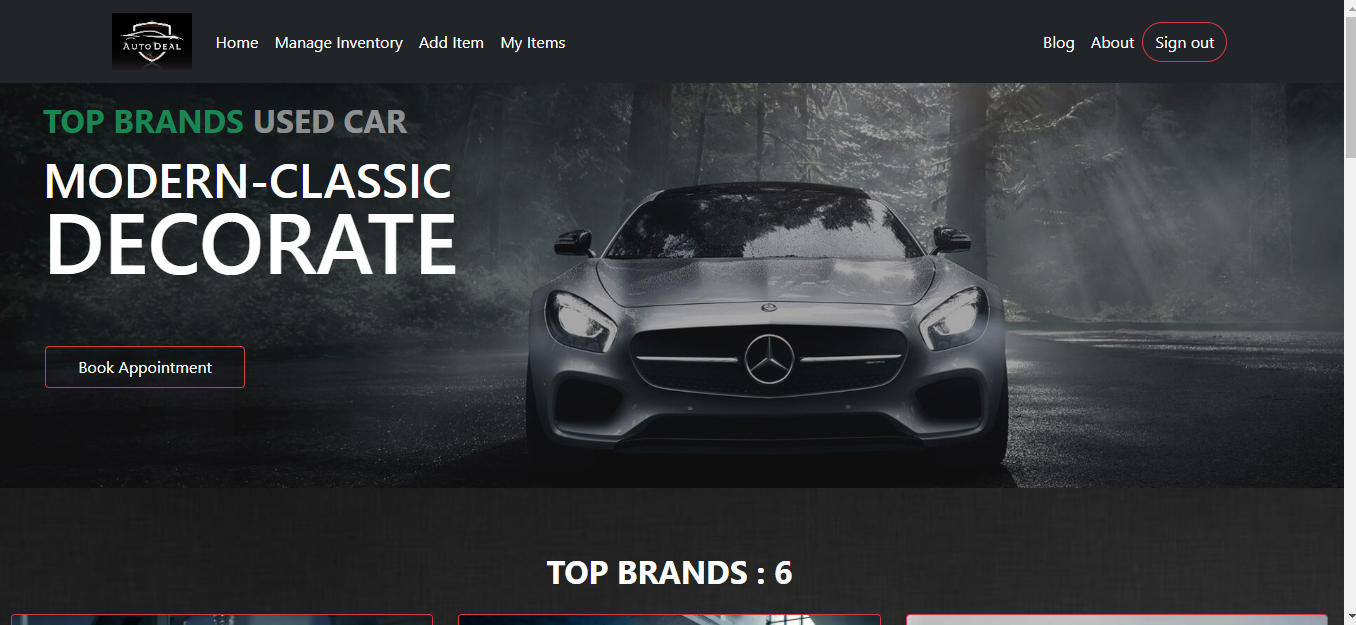 AUTODEAL
Home
Manage Inventory
Add Item
My Items
Blog
About
Sign out
TOP BRANDS USED CAR
MODERN-CLASSIC
DECORATE
Book Appointment
TOP BRANDS : 6